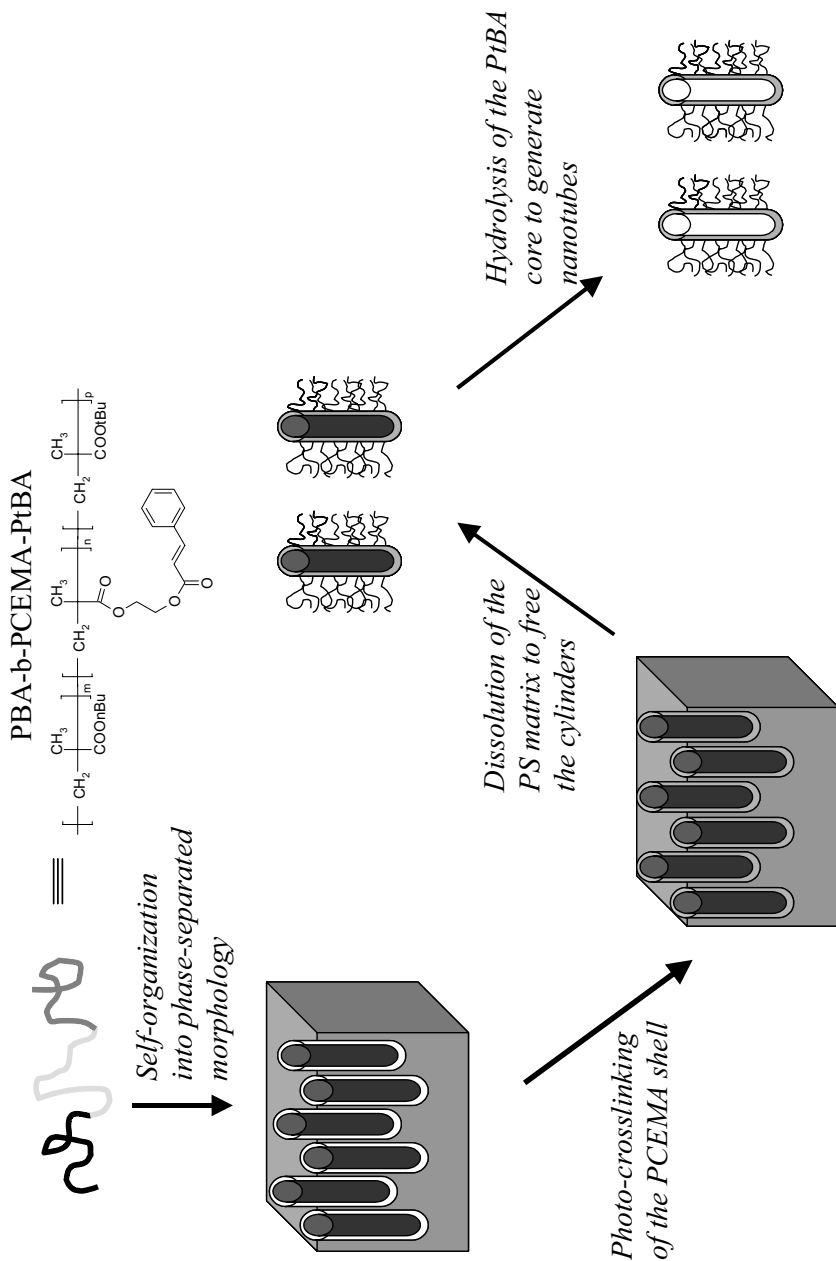 PBA-b-PCEMA-PtBA
CH₃ CH₃ CH₃
CH₂ CH₂ CH₂
m n p
COOnBu COOtBu
O O
O O
Self-organization
into phase-separated
morphology
Photo-crosslinking
of the PCEMA shell
Dissolution of the
PS matrix to free
the cylinders
Hydrolysis of the PtBA
core to generate
nanotubes